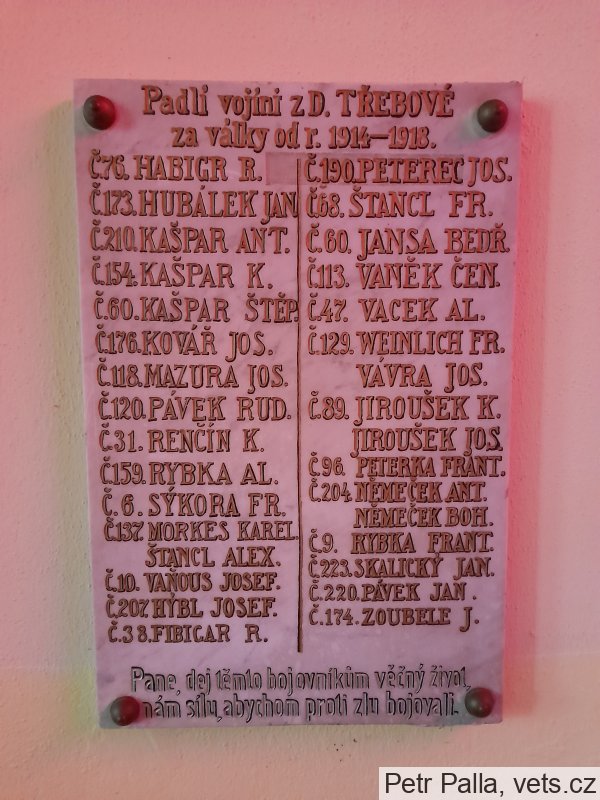 Padlí vojíni z D. TŘEBOVÉ
za války od r. 1914—1918.
Č.76. HABIGR R.
Č.173. HUBÁLEK JAN
Č.210. KAŠPAR ANT.
Č.154. KAŠPAR K.
Č.60. KAŠPAR ŠTĚP.
Č.176. KOVÁŘ JOS.
Č.118. MAZURA JOS.
Č.120. PÁVEK RUD.
Č.31. RENČÍN K.
Č.159. RYBKA AL.
Č.6. SÝKORA FR.
Č.137. MORKES KAREL
ŠTANCL ALEX.
Č.10. VAŇOUS JOSEF.
Č.207. HÝBL JOSEF.
Č.38. FIBIGAR R.
Č.190. PETEREC JOS.
Č.68. ŠTANCL FR.
Č.60. JANSA BEDŘ.
Č.113. VANĚK ČEN.
Č.47. VACEK AL.
Č.129. WEINLICH FR.
VÁVRA JOS.
Č.89. JIROUŠEK K.
JIROUŠEK JOS.
Č.96. PETERKA FRANT.
Č.204. NĚMEČEK ANT.
NĚMEČEK BOH.
Č.9. RYBKA FRANT.
Č.223. SKALICKÝ JAN.
Č.220. PÁVEK JAN.
Č.174. ZOUBELE J.
Pane, dej těmto bojovníkům věčný život,
nám sílu, abychom proti zlu bojovali.
Petr Palla, vets.cz